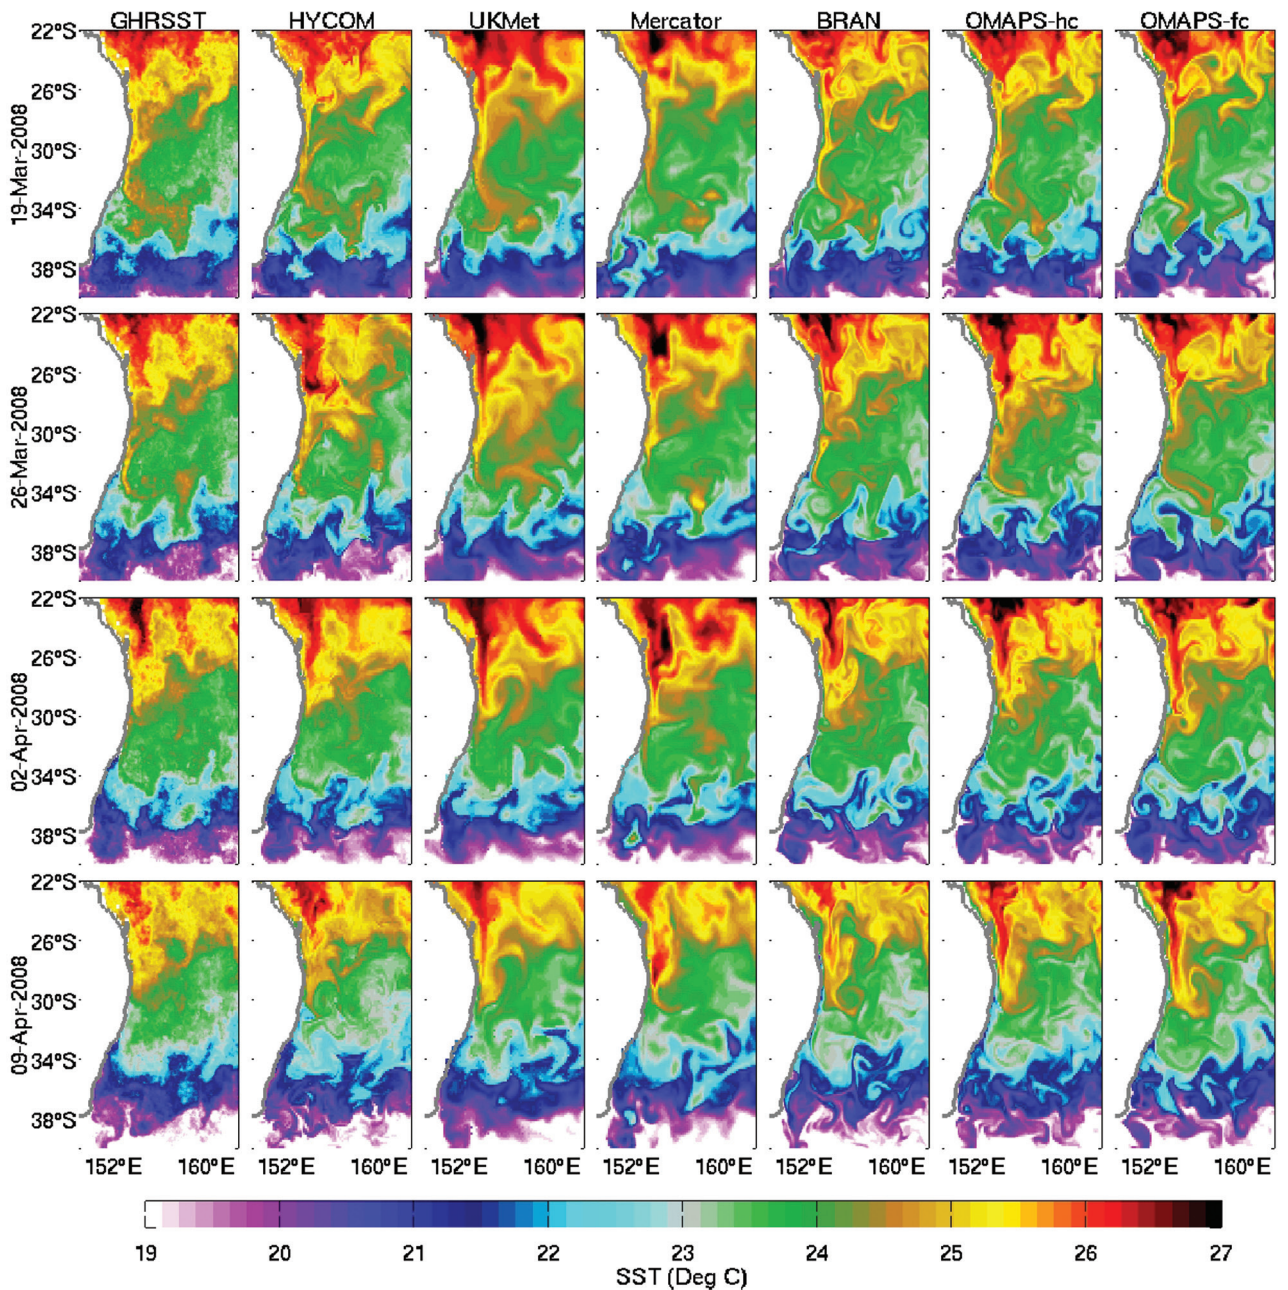 GHRSST HYCOM UKMet Mercator BRAN OMAPS-hc OMAPS-fc
22°S
26°S
30°S
34°S
38°S
19-Mar-2008
22°S
26°S
30°S
34°S
38°S
26-Mar-2008
22°S
26°S
30°S
34°S
38°S
02-Apr-2008
22°S
26°S
30°S
34°S
38°S
09-Apr-2008
152°E 160°E 152°E 160°E 152°E 160°E 152°E 160°E 152°E 160°E 152°E 160°E 152°E 160°E
19 20 21 22 23 24 25 26 27
SST (Deg C)